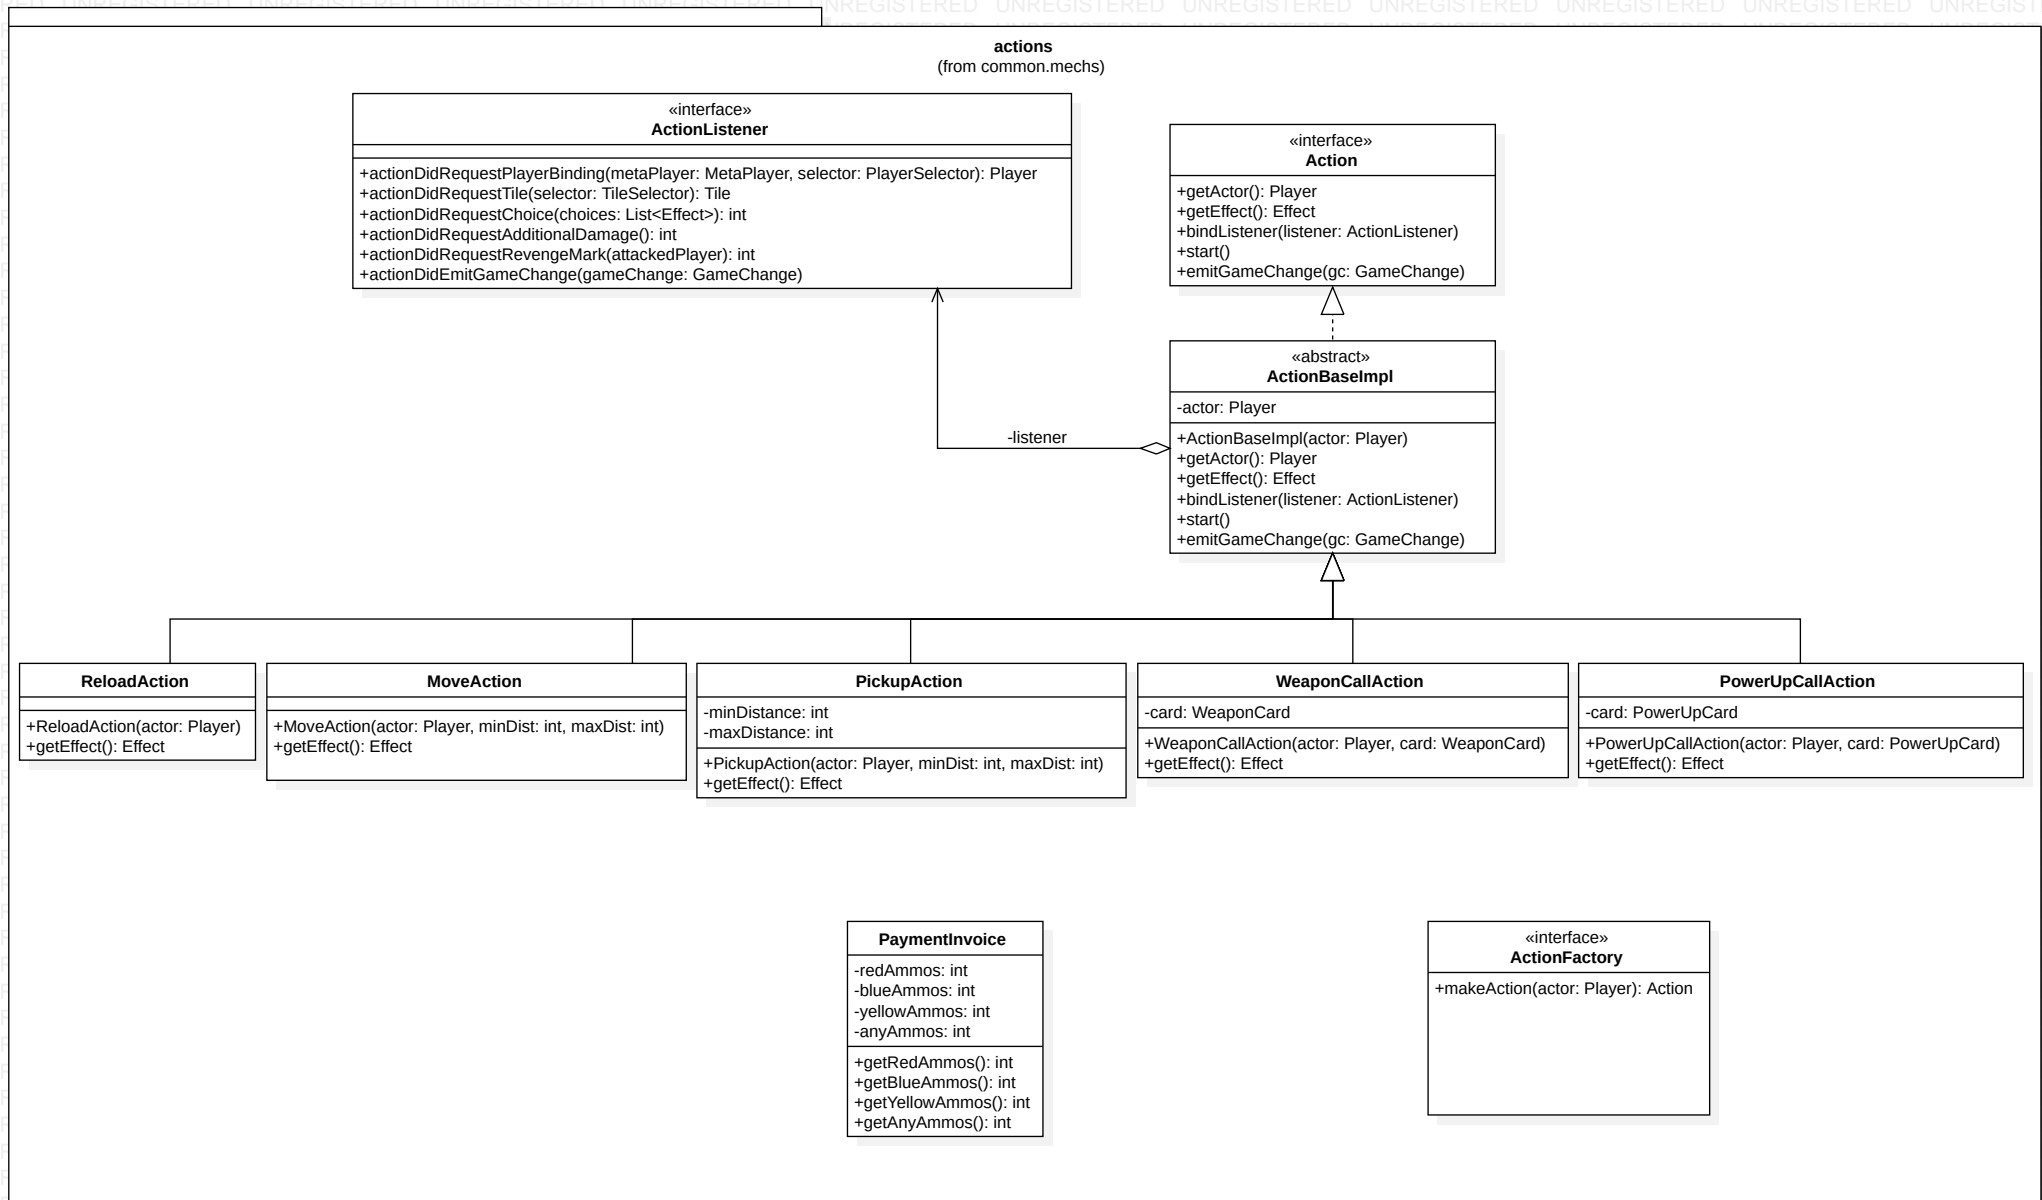 actions
(from common.mechs)
«interface»
ActionListener
+actionDidRequestPlayerBinding(metaPlayer: MetaPlayer, selector: PlayerSelector): Player
+actionDidRequestTile(selector: TileSelector): Tile
+actionDidRequestChoice(choices: List<Effect>): int
+actionDidRequestAdditionalDamage(): int
+actionDidRequestRevengeMark(attackedPlayer): int
+actionDidEmitGameChange(gameChange: GameChange)
«interface»
Action
+getActor(): Player
+getEffect(): Effect
+bindListener(listener: ActionListener)
+start()
+emitGameChange(gc: GameChange)
«abstract»
ActionBaseImpl
-actor: Player
+ActionBaseImpl(actor: Player)
+getActor(): Player
+getEffect(): Effect
+bindListener(listener: ActionListener)
+start()
+emitGameChange(gc: GameChange)
-listener
ReloadAction
+ReloadAction(actor: Player)
+getEffect(): Effect
MoveAction
+MoveAction(actor: Player, minDist: int, maxDist: int)
+getEffect(): Effect
PickupAction
-minDistance: int
-maxDistance: int
+PickupAction(actor: Player, minDist: int, maxDist: int)
+getEffect(): Effect
WeaponCallAction
-card: WeaponCard
+WeaponCallAction(actor: Player, card: WeaponCard)
+getEffect(): Effect
PowerUpCallAction
-card: PowerUpCard
+PowerUpCallAction(actor: Player, card: PowerUpCard)
+getEffect(): Effect
PaymentInvoice
-redAmmos: int
-blueAmmos: int
-yellowAmmos: int
-anyAmmos: int
+getRedAmmos(): int
+getBlueAmmos(): int
+getYellowAmmos(): int
+getAnyAmmos(): int
«interface»
ActionFactory
+makeAction(actor: Player): Action